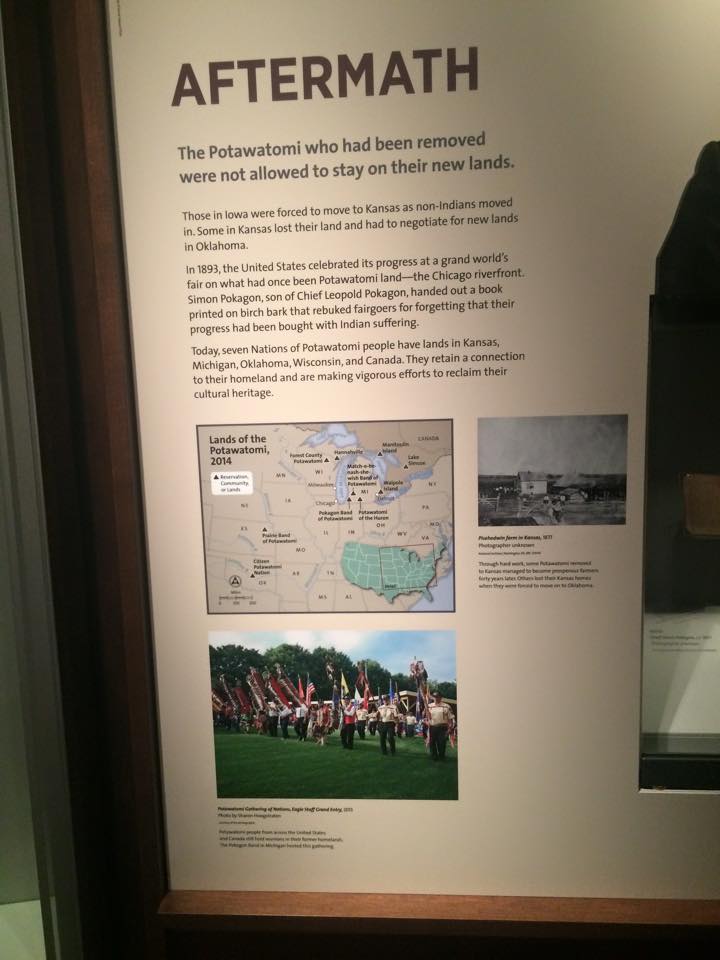 AFTERMATH
The Potawatomi who had been removed
were not allowed to stay on their new lands.
Those in Iowa were forced to move to Kansas as non-Indians moved
in. Some in Kansas lost their land and had to negotiate for new lands
in Oklahoma.
In 1893, the United States celebrated its progress at a grand world's
fair on what had once been Potawatomi land—the Chicago riverfront.
Simon Pokagon, son of Chief Leopold Pokagon, handed out a book
printed on birch bark that rebuked fairgoers for forgetting that their
progress had been bought with Indian suffering.
Today, seven Nations of Potawatomi people have lands in Kansas,
Michigan, Oklahoma, Wisconsin, and Canada. They retain a connection
to their homeland and are making vigorous efforts to reclaim their
cultural heritage.
Lands of the
Potawatomi,
2014
Reservation,
Community,
or Lands
CANADA
Manitoulin
Island
Hannahville
Forest County
Potawatomi
Lake
Simcoe
Match-e-be-
nash-she-
wish Band of
Potawatomi
Walpole
Island
MN
WI
NY
Milwaukee
MI
Detroit
Chicago
NE
IA
PA
Pokagon Band
of Potawatomi
Potawatomi
of the Huron
OH
MD
KS
Prairie Band
of Potawatomi
IL
IN
WV
VA
MO
Citizen
Potawatomi
Nation
OK
AR
TN
MS
AL
Miles
0 100 200
Pashodwin farm in Kansas, 1877
Photographer unknown
Through hard work, some Potawatomi removed
to Kansas managed to become prosperous farmers
forty years later. Others lost their Kansas homes
when they were forced to move on to Oklahoma.
Potawatomi Gathering of Nations, Eagle Staff Grand Entry,
Photo by Sharon Hoogstraten
Potawatomi people from across the United States
and Canada still hold reunions in their former homelands.
The Pokagon Band in Michigan hosted this gathering.